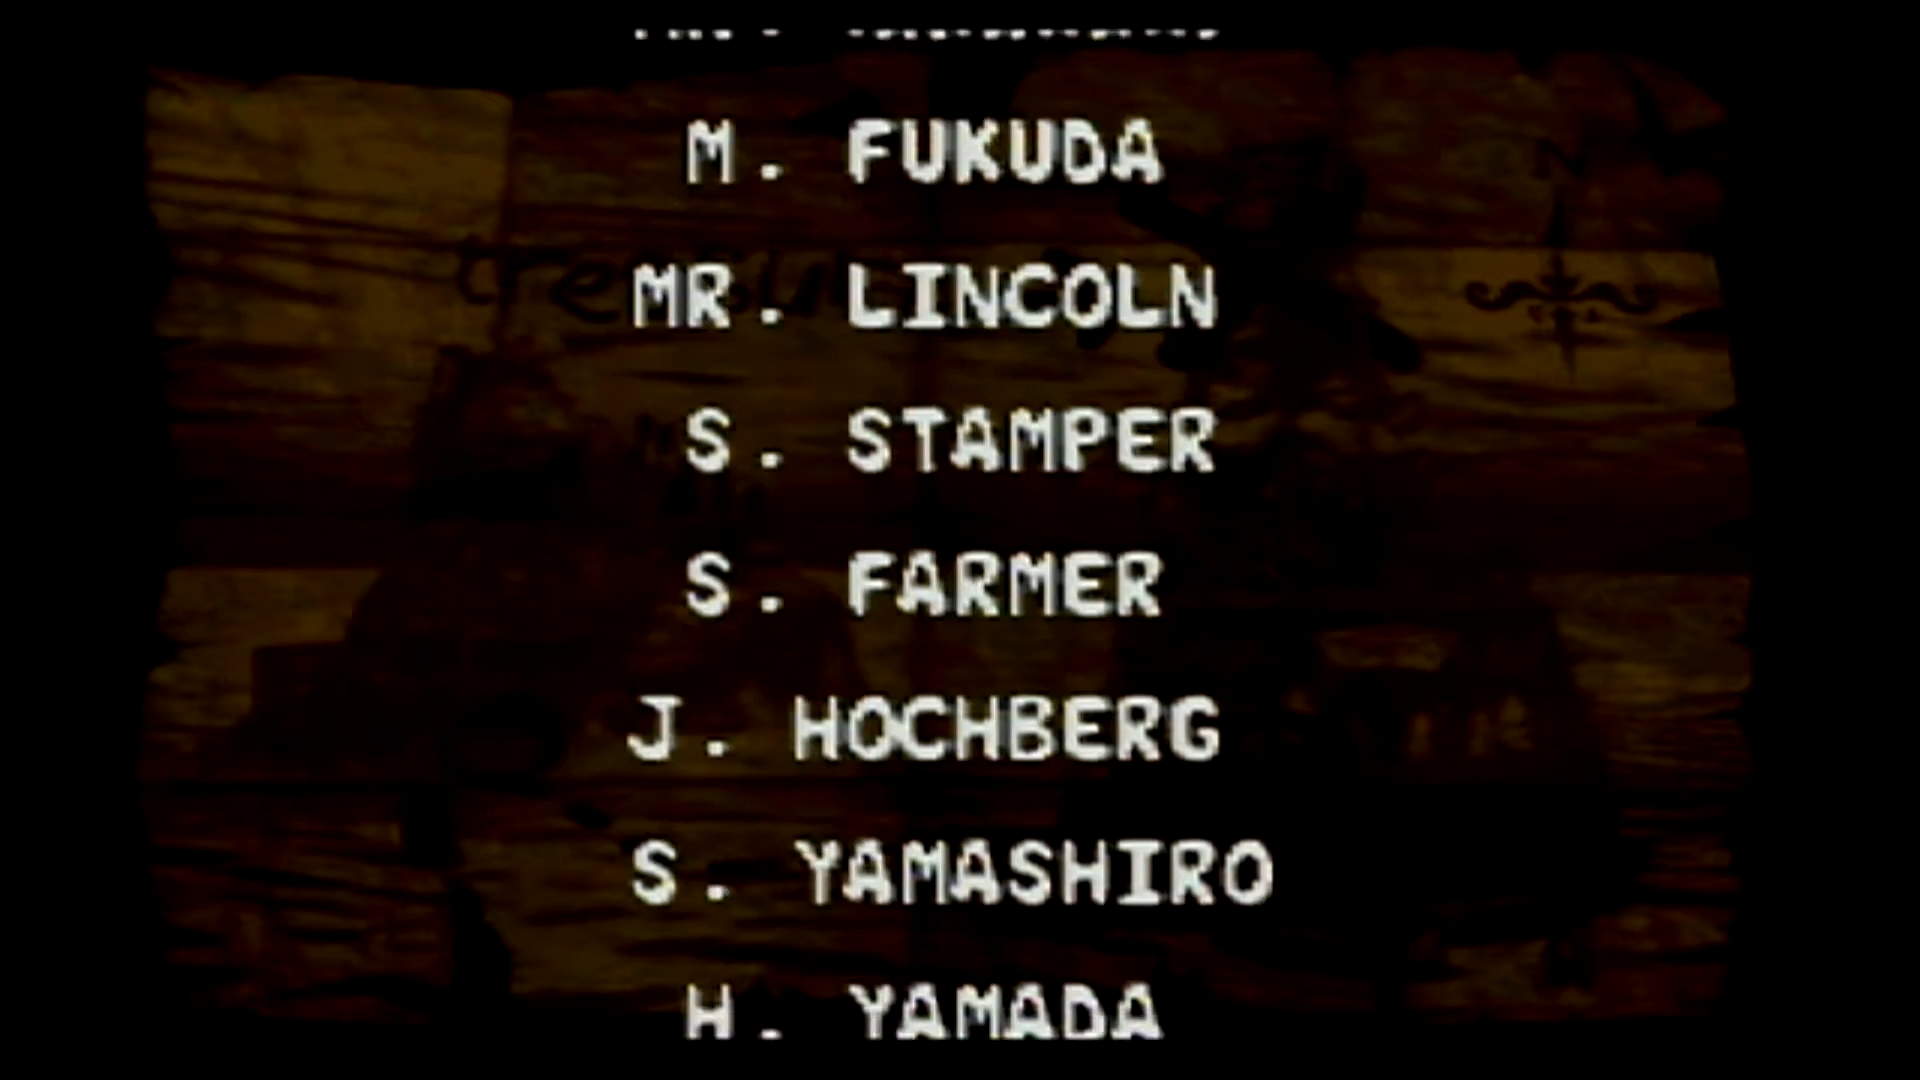 M. FUKUDA
MR. LINCOLN
S. STAMPER
S. FARMER
J. HOCHBERG
S. YAMASHIRO
H. YAMADA